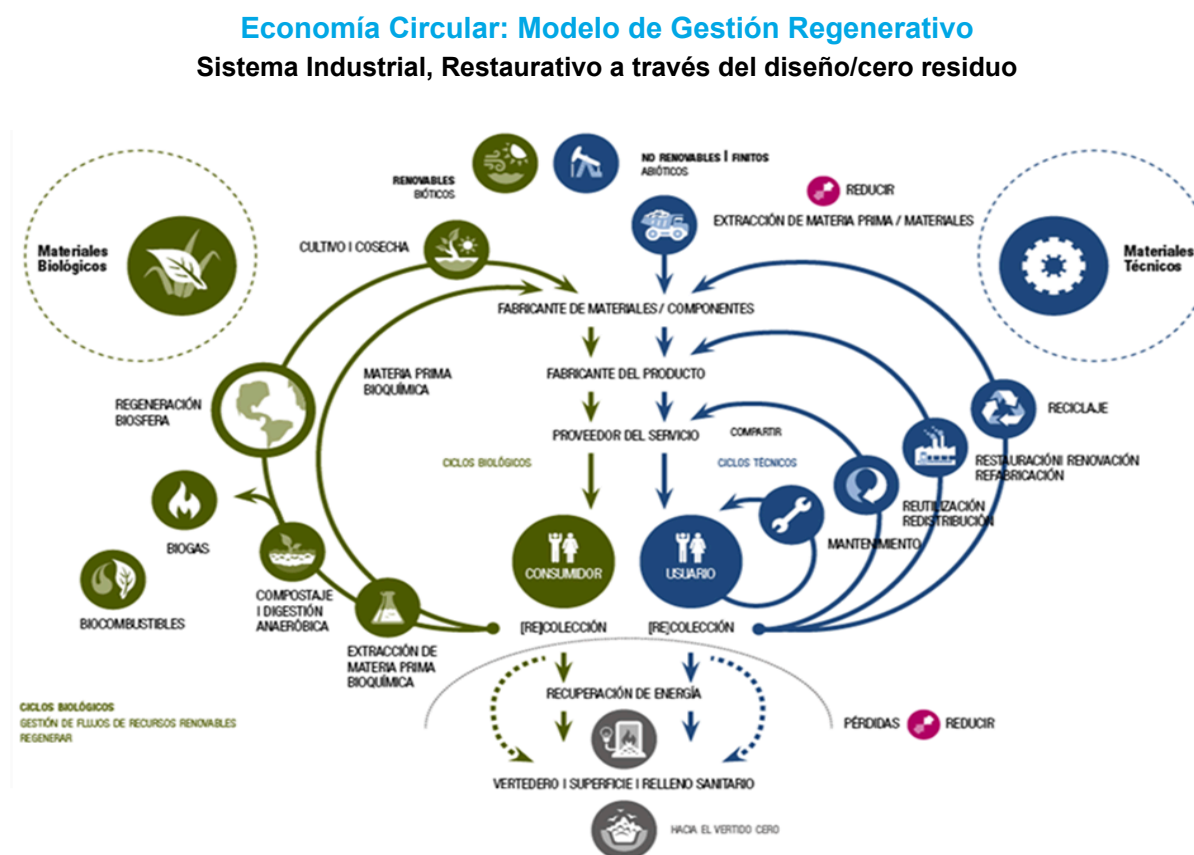 Economía Circular: Modelo de Gestión Regenerativo
Sistema Industrial, Restaurativo a través del diseño/cero residuo
RENOVABLES
BIÓTICOS
NO RENOVABLES | FINITOS
ABIÓTICOS
REDUCIR
EXTRACCIÓN DE MATERIA PRIMA / MATERIALES
Materiales
Biológicos
CULTIVO | COSECHA
Materiales
Técnicos
FABRICANTE DE MATERIALES / COMPONENTES
MATERIA PRIMA
BIOQUÍMICA
FABRICANTE DEL PRODUCTO
REGENERACIÓN
BIOSFERA
RECICLAJE
PROVEEDOR DEL SERVICIO
COMPARTIR
CICLOS BIOLÓGICOS
CICLOS TÉCNICOS
RESTAURACIÓN| RENOVACIÓN
REFABRICACIÓN
REUTILIZACIÓN
REDISTRIBUCIÓN
MANTENIMIENTO
BIOGAS
CONSUMIDOR
USUARIO
COMPOSTAJE
| DIGESTIÓN
ANAERÒBICA
BIOCOMBUSTIBLES
[RE]COLECCIÓN
[RE]COLECCIÓN
EXTRACCIÓN DE
MATERIA PRIMA
BIOQUÍMICA
RECUPERACIÓN DE ENERGÍA
CICLOS BIOLÓGICOS
GESTIÓN DE FLUJOS DE RECURSOS RENOVABLES
REGENERAR
PÉRDIDAS
REDUCIR
VERTEDERO | SUPERFICIE | RELLENO SANITARIO
HACIA EL VERTIDO CERO